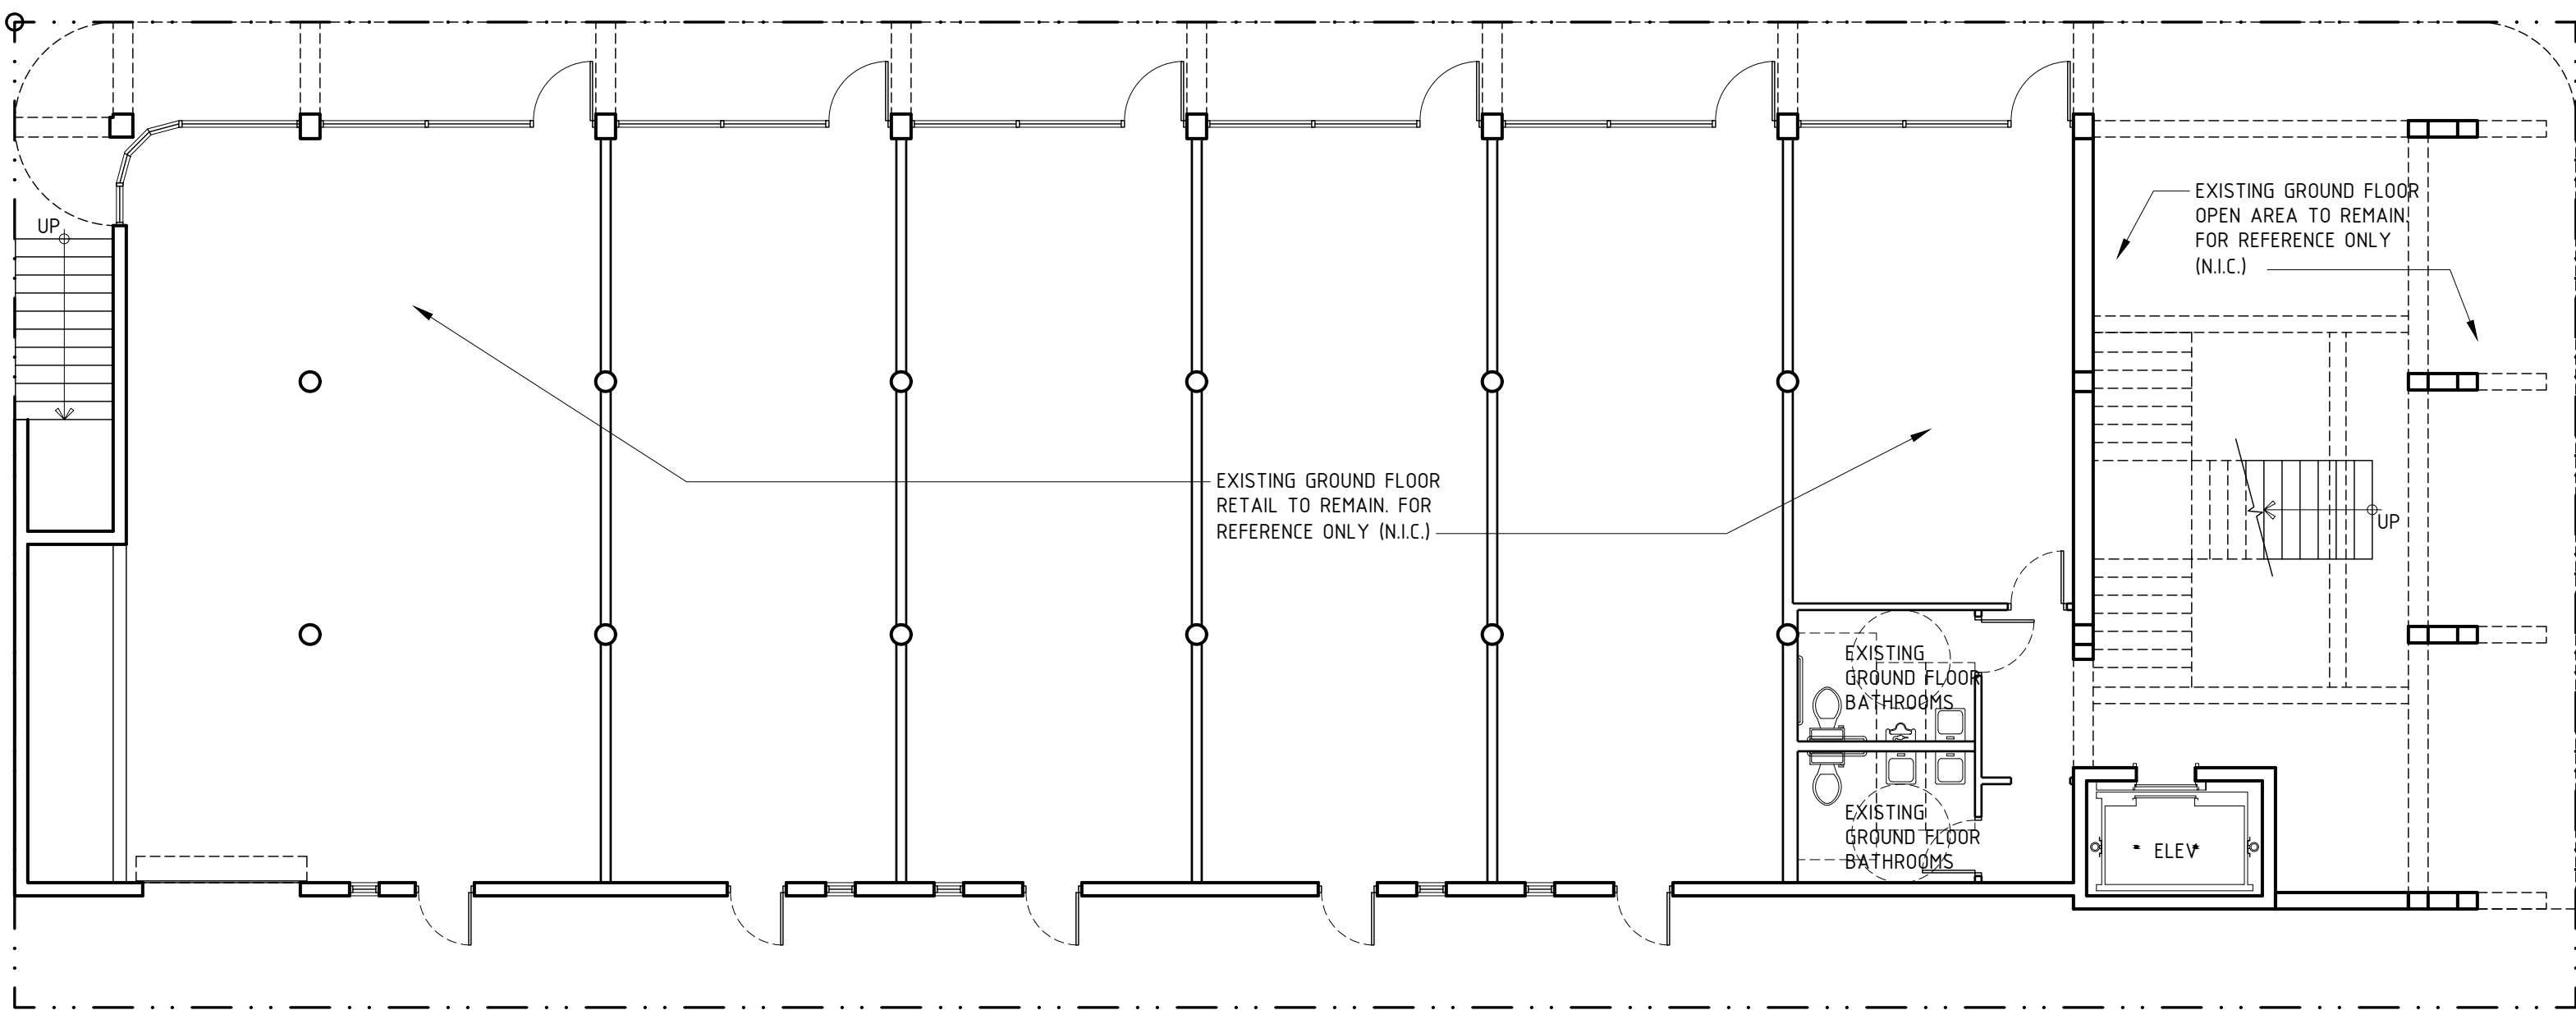 UP
EXISTING GROUND FLOOR
OPEN AREA TO REMAIN.
FOR REFERENCE ONLY
(N.I.C.)
EXISTING GROUND FLOOR
RETAIL TO REMAIN. FOR
REFERENCE ONLY (N.I.C.)
UP
EXISTING
GROUND FLOOR
BATHROOMS
EXISTING
GROUND FLOOR
BATHROOMS
ELEV